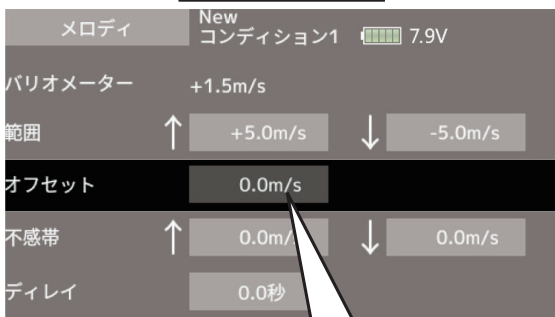 メロディ
New
コンディション1 7.9V
バリオメーター +1.5m/s
範囲 ↑ +5.0m/s ↓ -5.0m/s
オフセット 0.0m/s
不感帯 ↑ 0.0m/s ↓ 0.0m/s
ディレイ 0.0秒